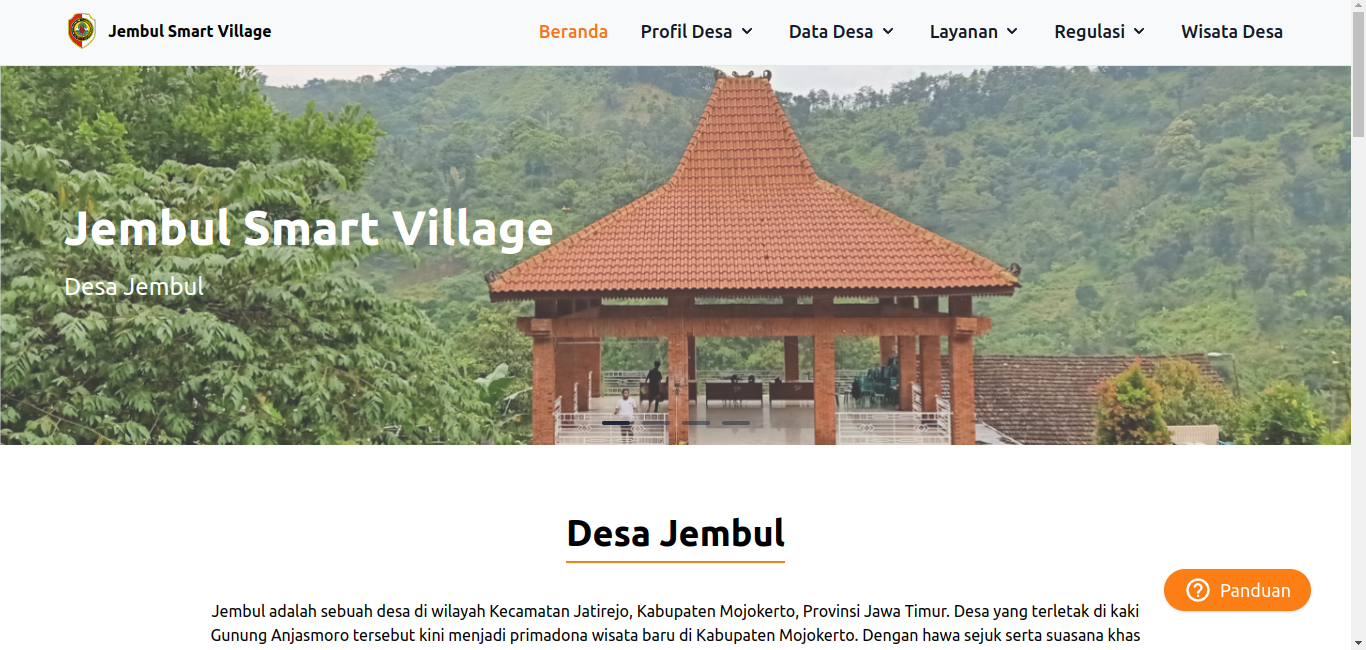 Jembul Smart Village
Beranda
Profil Desa
Data Desa
Layanan
Regulasi
Wisata Desa
Jembul Smart Village
Desa Jembul
Desa Jembul
Jembul adalah sebuah desa di wilayah Kecamatan Jatirejo, Kabupaten Mojokerto, Provinsi Jawa Timur. Desa yang terletak di kaki
Gunung Anjasmoro tersebut kini menjadi primadona wisata baru di Kabupaten Mojokerto. Dengan hawa sejuk serta suasana khas
Panduan